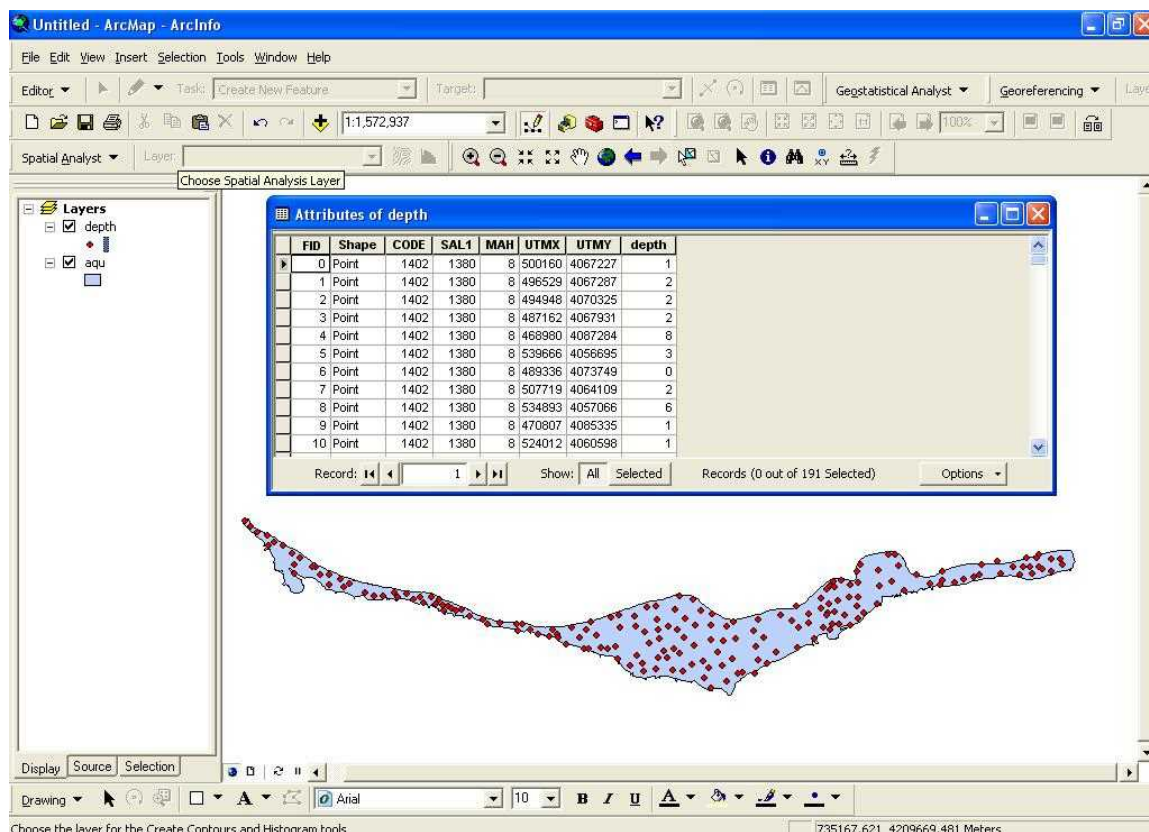 Untitled - ArcMap - ArcInfo
File Edit View Insert Selection Tools Window Help
Editor Task: Create New Feature Target: Geostatistical Analyst Georeferencing Laye
1:1,572,937 100%
Spatial Analyst Layer: XY
Choose Spatial Analysis Layer
Layers
depth
aqu
Attributes of depth
FID Shape CODE SAL1 MAH UTMX UTMY depth
0 Point 1402 1380 8 500160 4067227 1
1 Point 1402 1380 8 496529 4067287 2
2 Point 1402 1380 8 494948 4070325 2
3 Point 1402 1380 8 487162 4067931 2
4 Point 1402 1380 8 468980 4087284 8
5 Point 1402 1380 8 539666 4056695 3
6 Point 1402 1380 8 489336 4073749 0
7 Point 1402 1380 8 507719 4064109 2
8 Point 1402 1380 8 534893 4057066 6
9 Point 1402 1380 8 470807 4085335 1
10 Point 1402 1380 8 524012 4060598 1
Record: 1 Show: All Selected Records (0 out of 191 Selected) Options
Display Source Selection
Drawing A Arial 10 B I U A
Choose the layer for the Create Contours and Histogram tools 735167.621 4209669.481 Meters